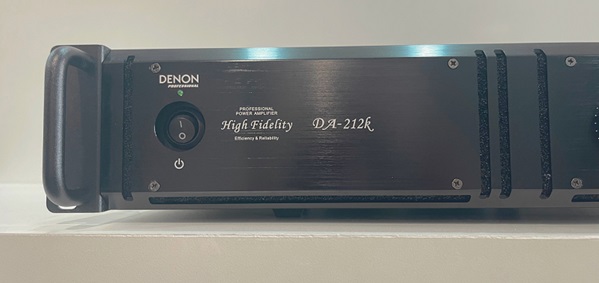 DENON
PROFESSIONAL
PROFESSIONAL
POWER AMPLIFIER
High Fidelity DA-212k
Efficiency & Reliability
I
O